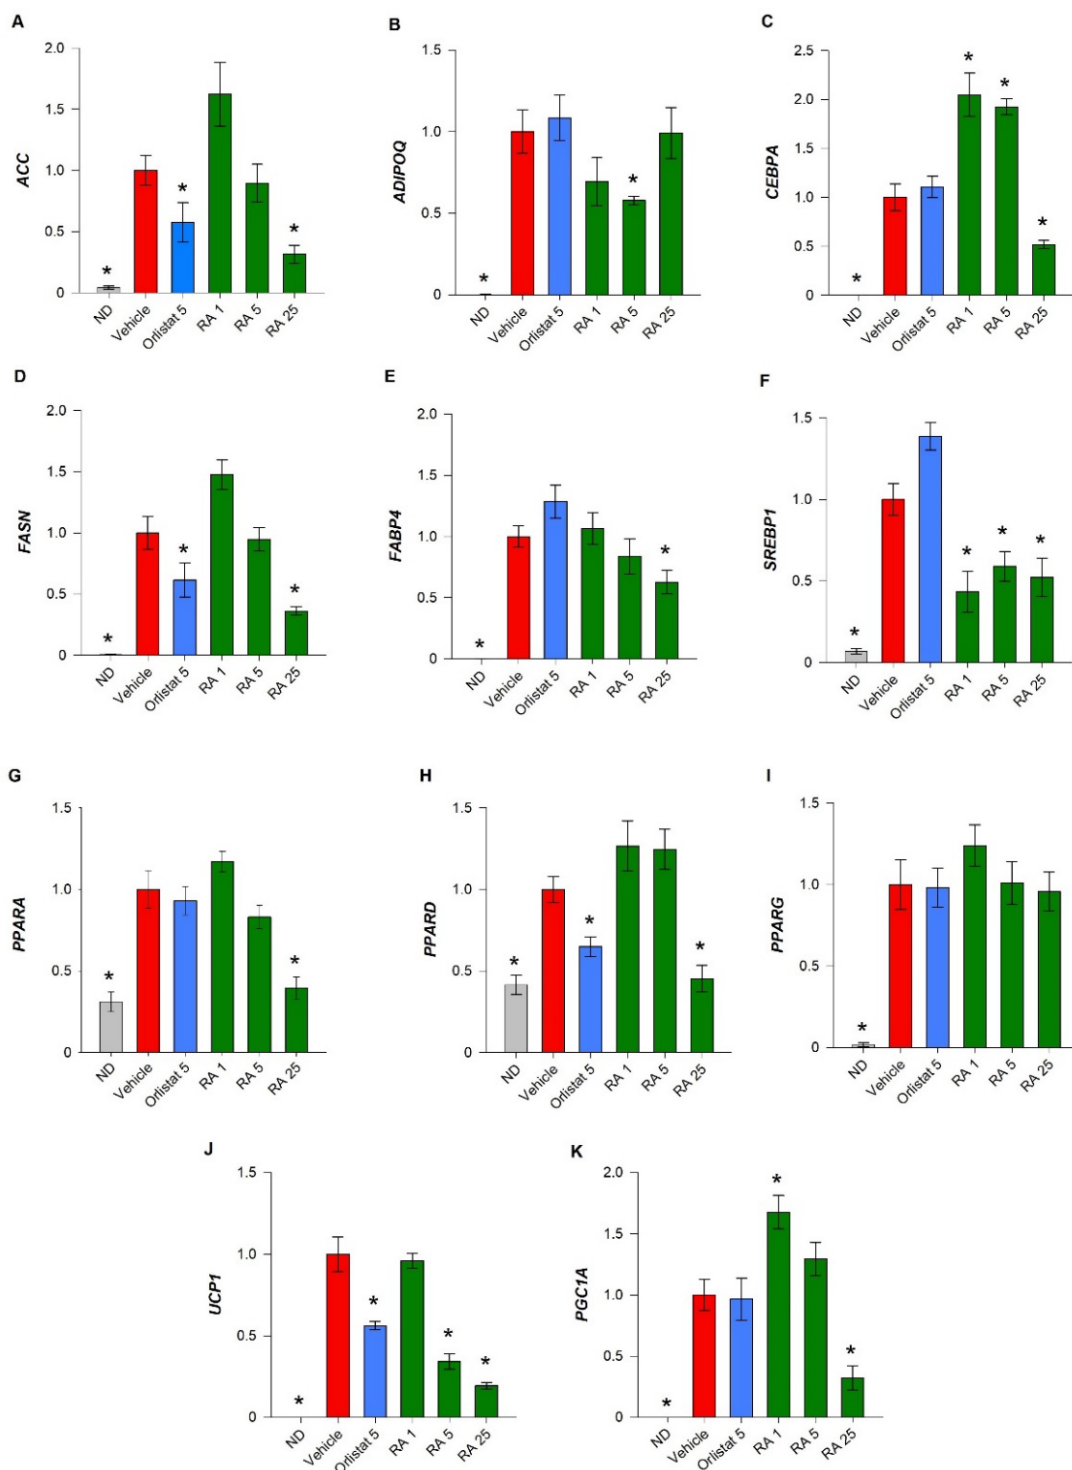 A
2.0
1.5
1.0
0.5
0.0
ACC
*
*
*
ND
Vehicle
Orlistat 5
RA 1
RA 5
RA 25
B
1.5
1.0
0.5
0
ADIPOQ
*
*
ND
Vehicle
Orlistat 5
RA 1
RA 5
RA 25
C
2.5
2.0
1.5
1.0
0.5
0
CEBPA
*
*
*
*
ND
Vehicle
Orlistat 5
RA 1
RA 5
RA 25
D
2.0
1.5
1.0
0.5
0
FASN
*
*
*
ND
Vehicle
Orlistat 5
RA 1
RA 5
RA 25
E
2.0
1.5
1.0
0.5
0
FABP4
*
*
ND
Vehicle
Orlistat 5
RA 1
RA 5
RA 25
F
1.5
1.0
0.5
0
SREBP1
*
*
*
*
ND
Vehicle
Orlistat 5
RA 1
RA 5
RA 25
G
1.5
1.0
0.5
0
PPARA
*
*
ND
Vehicle
Orlistat 5
RA 1
RA 5
RA 25
H
1.5
1.0
0.5
0
PPARD
*
*
*
ND
Vehicle
Orlistat 5
RA 1
RA 5
RA 25
I
1.5
1.0
0.5
0
PPARG
*
ND
Vehicle
Orlistat 5
RA 1
RA 5
RA 25
J
1.5
1.0
0.5
0
UCP1
*
*
*
*
ND
Vehicle
Orlistat 5
RA 1
RA 5
RA 25
K
2.0
1.5
1.0
0.5
0
PGC1A
*
*
*
ND
Vehicle
Orlistat 5
RA 1
RA 5
RA 25